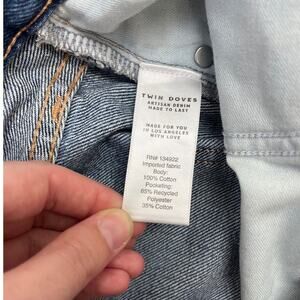 TWIN DOVES
ARTISAN DENIM
MADE TO LAST
MADE FOR YOU
IN LOS ANGELES
WITH LOVE
RN# 134922
Imported fabric
Body:
100% Cotton
Pocketing:
65% Recycled
Polyester
35% Cotton